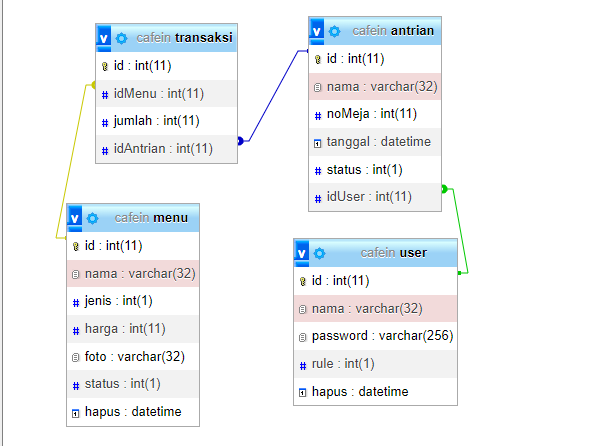 cafein transaksi
id : int(11)
idMenu : int(11)
jumlah : int(11)
idAntrian : int(11)
cafein antrian
id : int(11)
nama : varchar(32)
noMeja : int(11)
tanggal : datetime
status : int(1)
idUser : int(11)
cafein menu
id : int(11)
nama : varchar(32)
jenis : int(1)
harga : int(11)
foto : varchar(32)
status : int(1)
hapus : datetime
cafein user
id : int(11)
nama : varchar(32)
password : varchar(256)
rule : int(1)
hapus : datetime